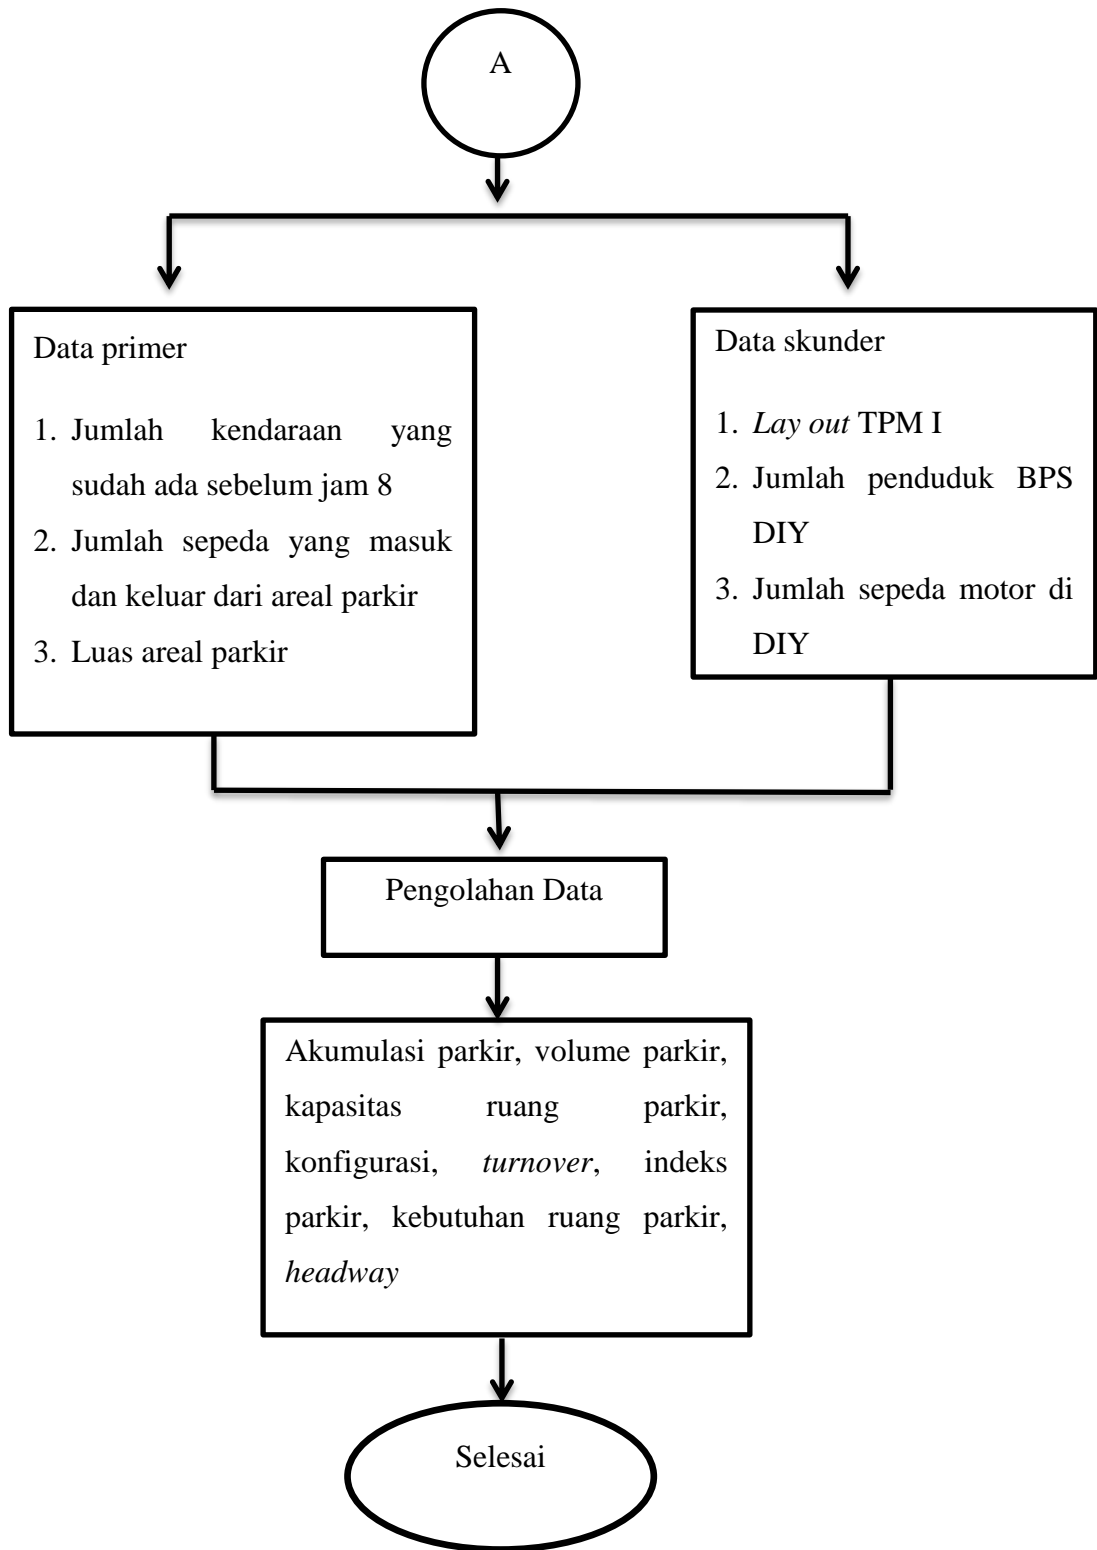 A
Data primer
1. Jumlah kendaraan yang
sudah ada sebelum jam 8
2. Jumlah sepeda yang masuk
dan keluar dari areal parkir
3. Luas areal parkir
Data skunder
1. Lay out TPM I
2. Jumlah penduduk BPS
DIY
3. Jumlah sepeda motor di
DIY
Pengolahan Data
Akumulasi parkir, volume parkir,
kapasitas ruang parkir,
konfigurasi, turnover, indeks
parkir, kebutuhan ruang parkir,
headway
Selesai